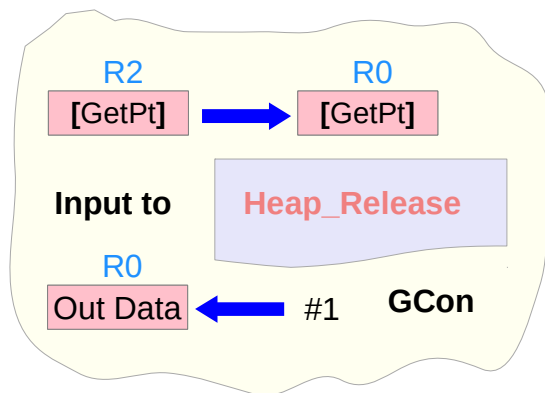 R2 R0
[GetPt] [GetPt]
Input to Heap_Release
R0
Out Data #1 GCon